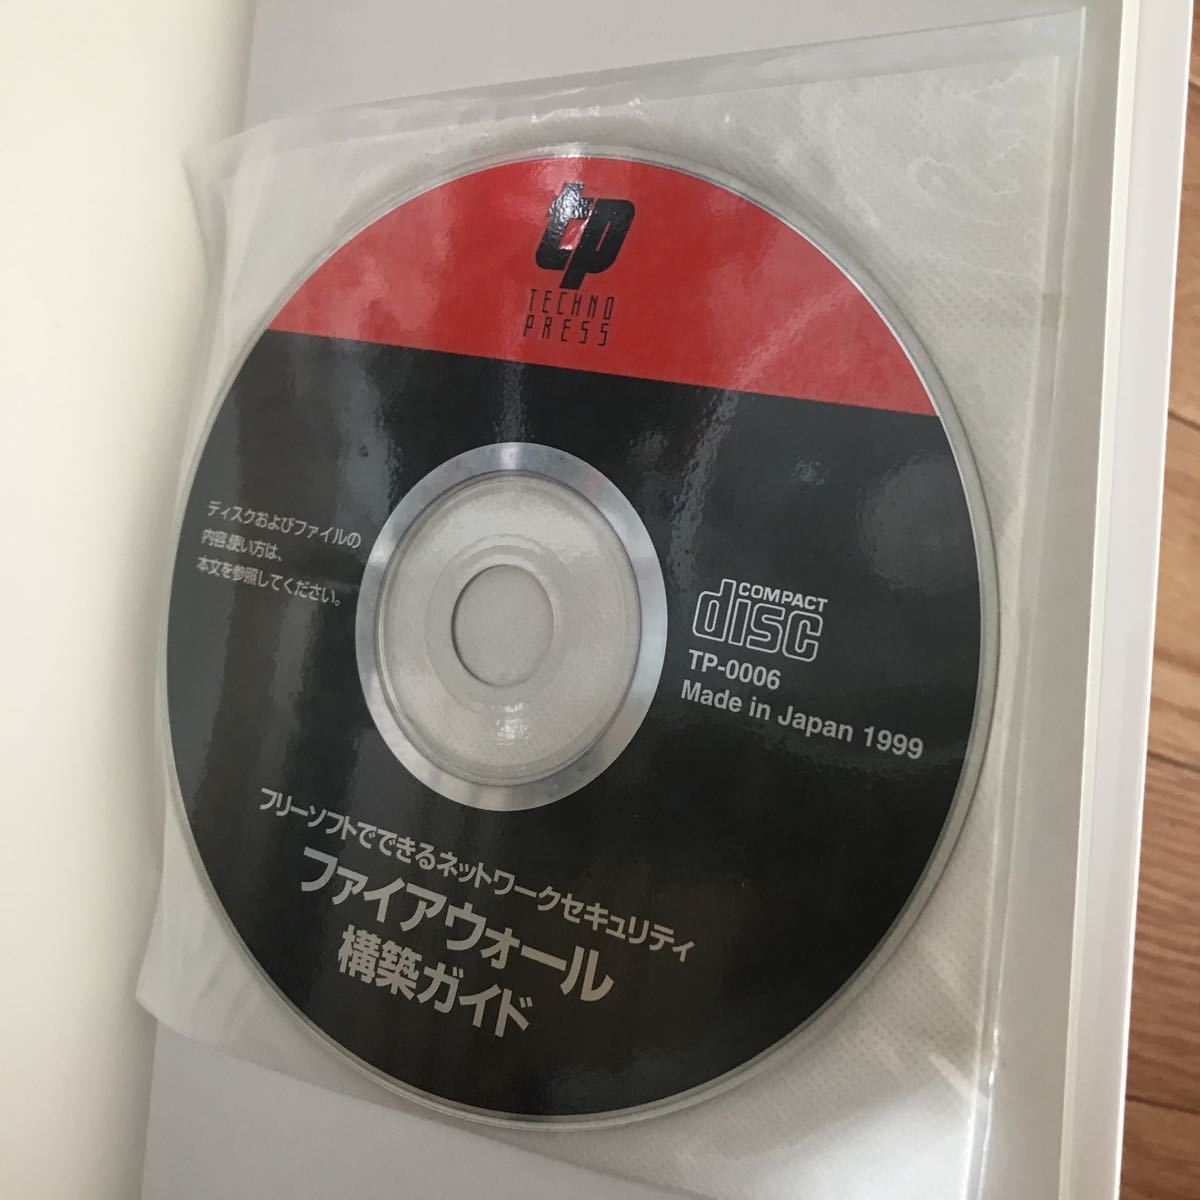 tp
TECHNO
PRESS
ディスクおよびファイルの
内容、使い方は、
本文を参照してください。
COMPACT
disc
TP-0006
Made in Japan 1999
フリーソフトでできるネットワークセキュリティ
ファイアウォール
構築ガイド